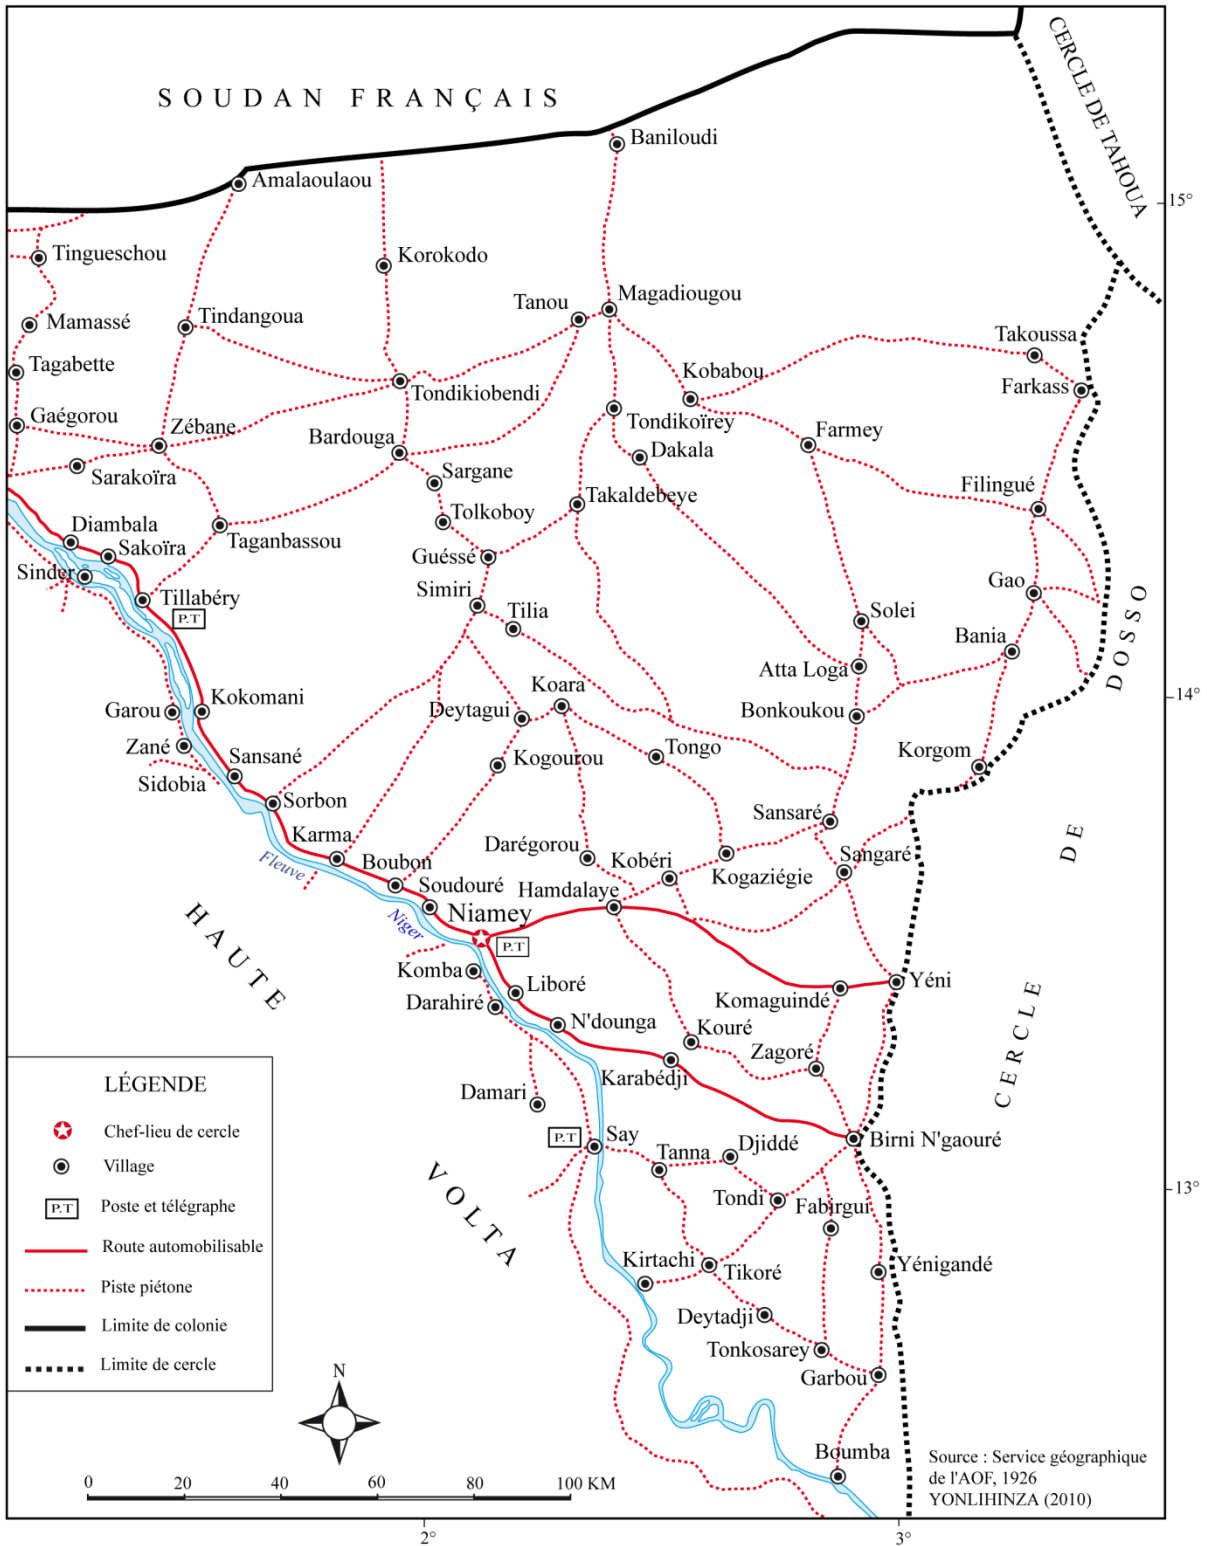 SOUDAN FRANÇAIS
CERCLE DE TAHOUA
Baniloudi
Amalaoulaou
15°
Tingueschou
Korokodo
Tanou
Magadiougou
Mamassé
Tindangoua
Takoussa
Tagabette
Kobabou
Farkass
Tondikiobendi
Gaégorou
Zébane
Bardouga
Tondikoïrey
Farmey
Dakala
Sarakoïra
Sargane
Filingué
Takaldebeye
Tolkoboy
Diambala
Taganbassou
Sakoïra
Guéssé
Sinder
Gao
Simiri
Tillabéry
P.T
Tilia
Solei
Bania
Atta Loga
Koara
14°
Garou
Kokomani
Deytagui
Bonkoukou
Zané
Tongo
Korgom
Sansané
Kogourou
Sidobia
Sorbon
Sansaré
Karma
Darégorou
Boubon
Kobéri
Sangaré
Fleuve
Kogaziégie
Soudouré
Hamdalaye
Niamey
Niger
P.T
HAUTE
Komba
Yéni
Liboré
Komaguindé
Darahiré
N'dounga
Kouré
Zagoré
Karabédji
Damari
P.T
Say
Djiddé
Birni N'gaouré
Tanna
VOLTA
Tondi
Fabirgui
13°
Kirtachi
Tikoré
Yénigandé
Deytadji
Tonkosarey
Garbou
Boumba
CERCLE
DE
DOSSO
LÉGENDE
Chef-lieu de cercle
Village
P.T
Poste et télégraphe
Route automobilisable
Piste piétone
Limite de colonie
Limite de cercle
N
0 20 40 60 80 100 KM
Source : Service géographique
de l'AOF, 1926
YONLIHINZA (2010)
2°
3°